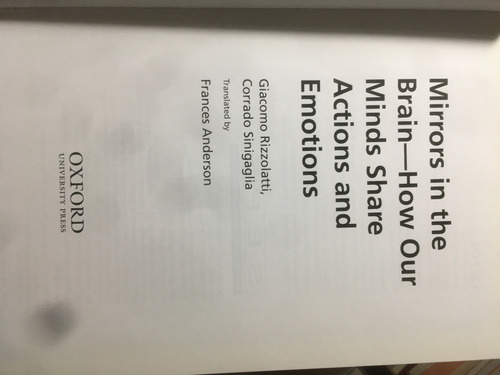 Mirrors in the
Brain—How Our
Minds Share
Actions and
Emotions
Giacomo Rizzolatti,
Corrado Sinigaglia
Translated by
Frances Anderson
OXFORD
UNIVERSITY PRESS